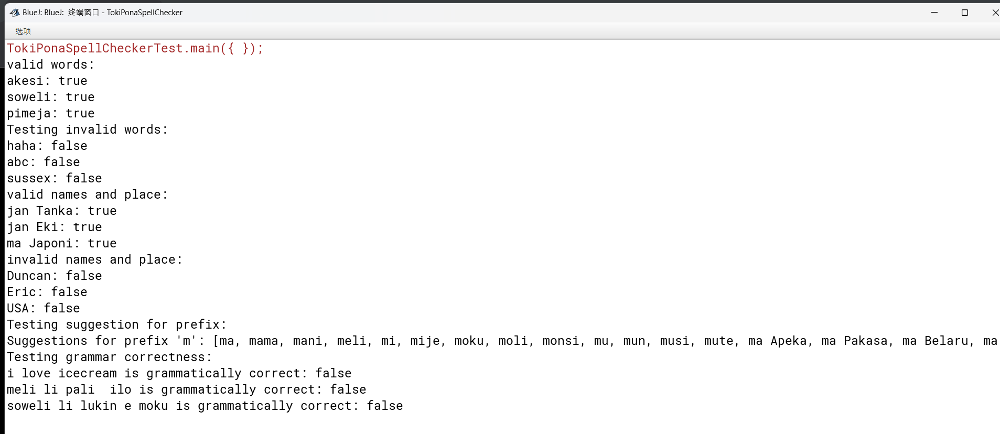 BlueJ: BlueJ: 终端窗口 - TokiPonaSpellChecker
选项
TokiPonaSpellCheckerTest.main({ });
valid words:
akesi: true
soweli: true
pimeja: true
Testing invalid words:
haha: false
abc: false
sussex: false
valid names and place:
jan Tanka: true
jan Eki: true
ma Japoni: true
invalid names and place:
Duncan: false
Eric: false
USA: false
Testing suggestion for prefix:
Suggestions for prefix 'm': [ma, mama, mani, meli, mi, mije, moku, moli, monsi, mu, mun, musi, mute, ma Apeka, ma Pakasa, ma Belaru, ma
Testing grammar correctness:
i love icecream is grammatically correct: false
meli li pali  ilo is grammatically correct: false
soweli li lukin e moku is grammatically correct: false